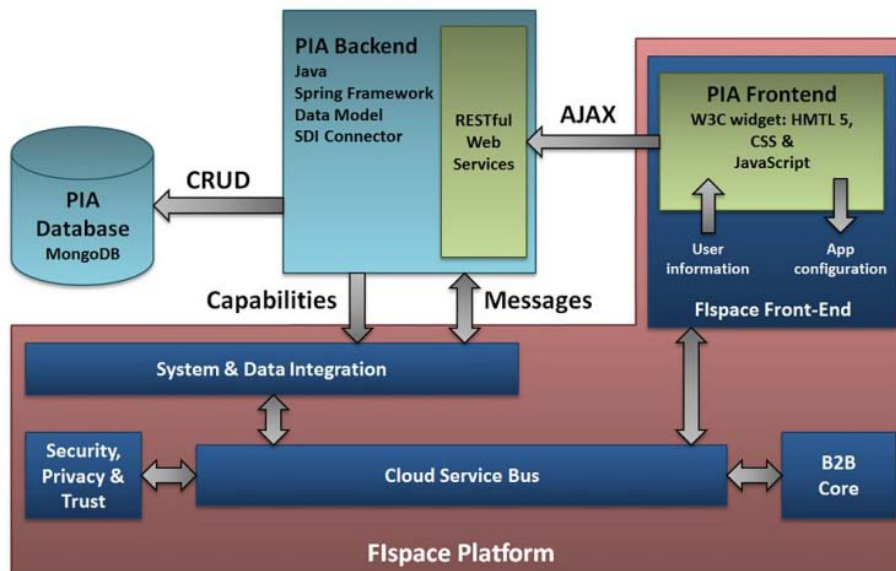 PIA Backend
Java
Spring Framework
Data Model
SDI Connector
RESTful
Web
Services
AJAX
PIA Frontend
W3C widget: HMTL 5,
CSS &
JavaScript
User
information
App
configuration
FIspace Front-End
CRUD
PIA
Database
MongoDB
Capabilities
Messages
System & Data Integration
Security,
Privacy &
Trust
Cloud Service Bus
B2B
Core
FIspace Platform